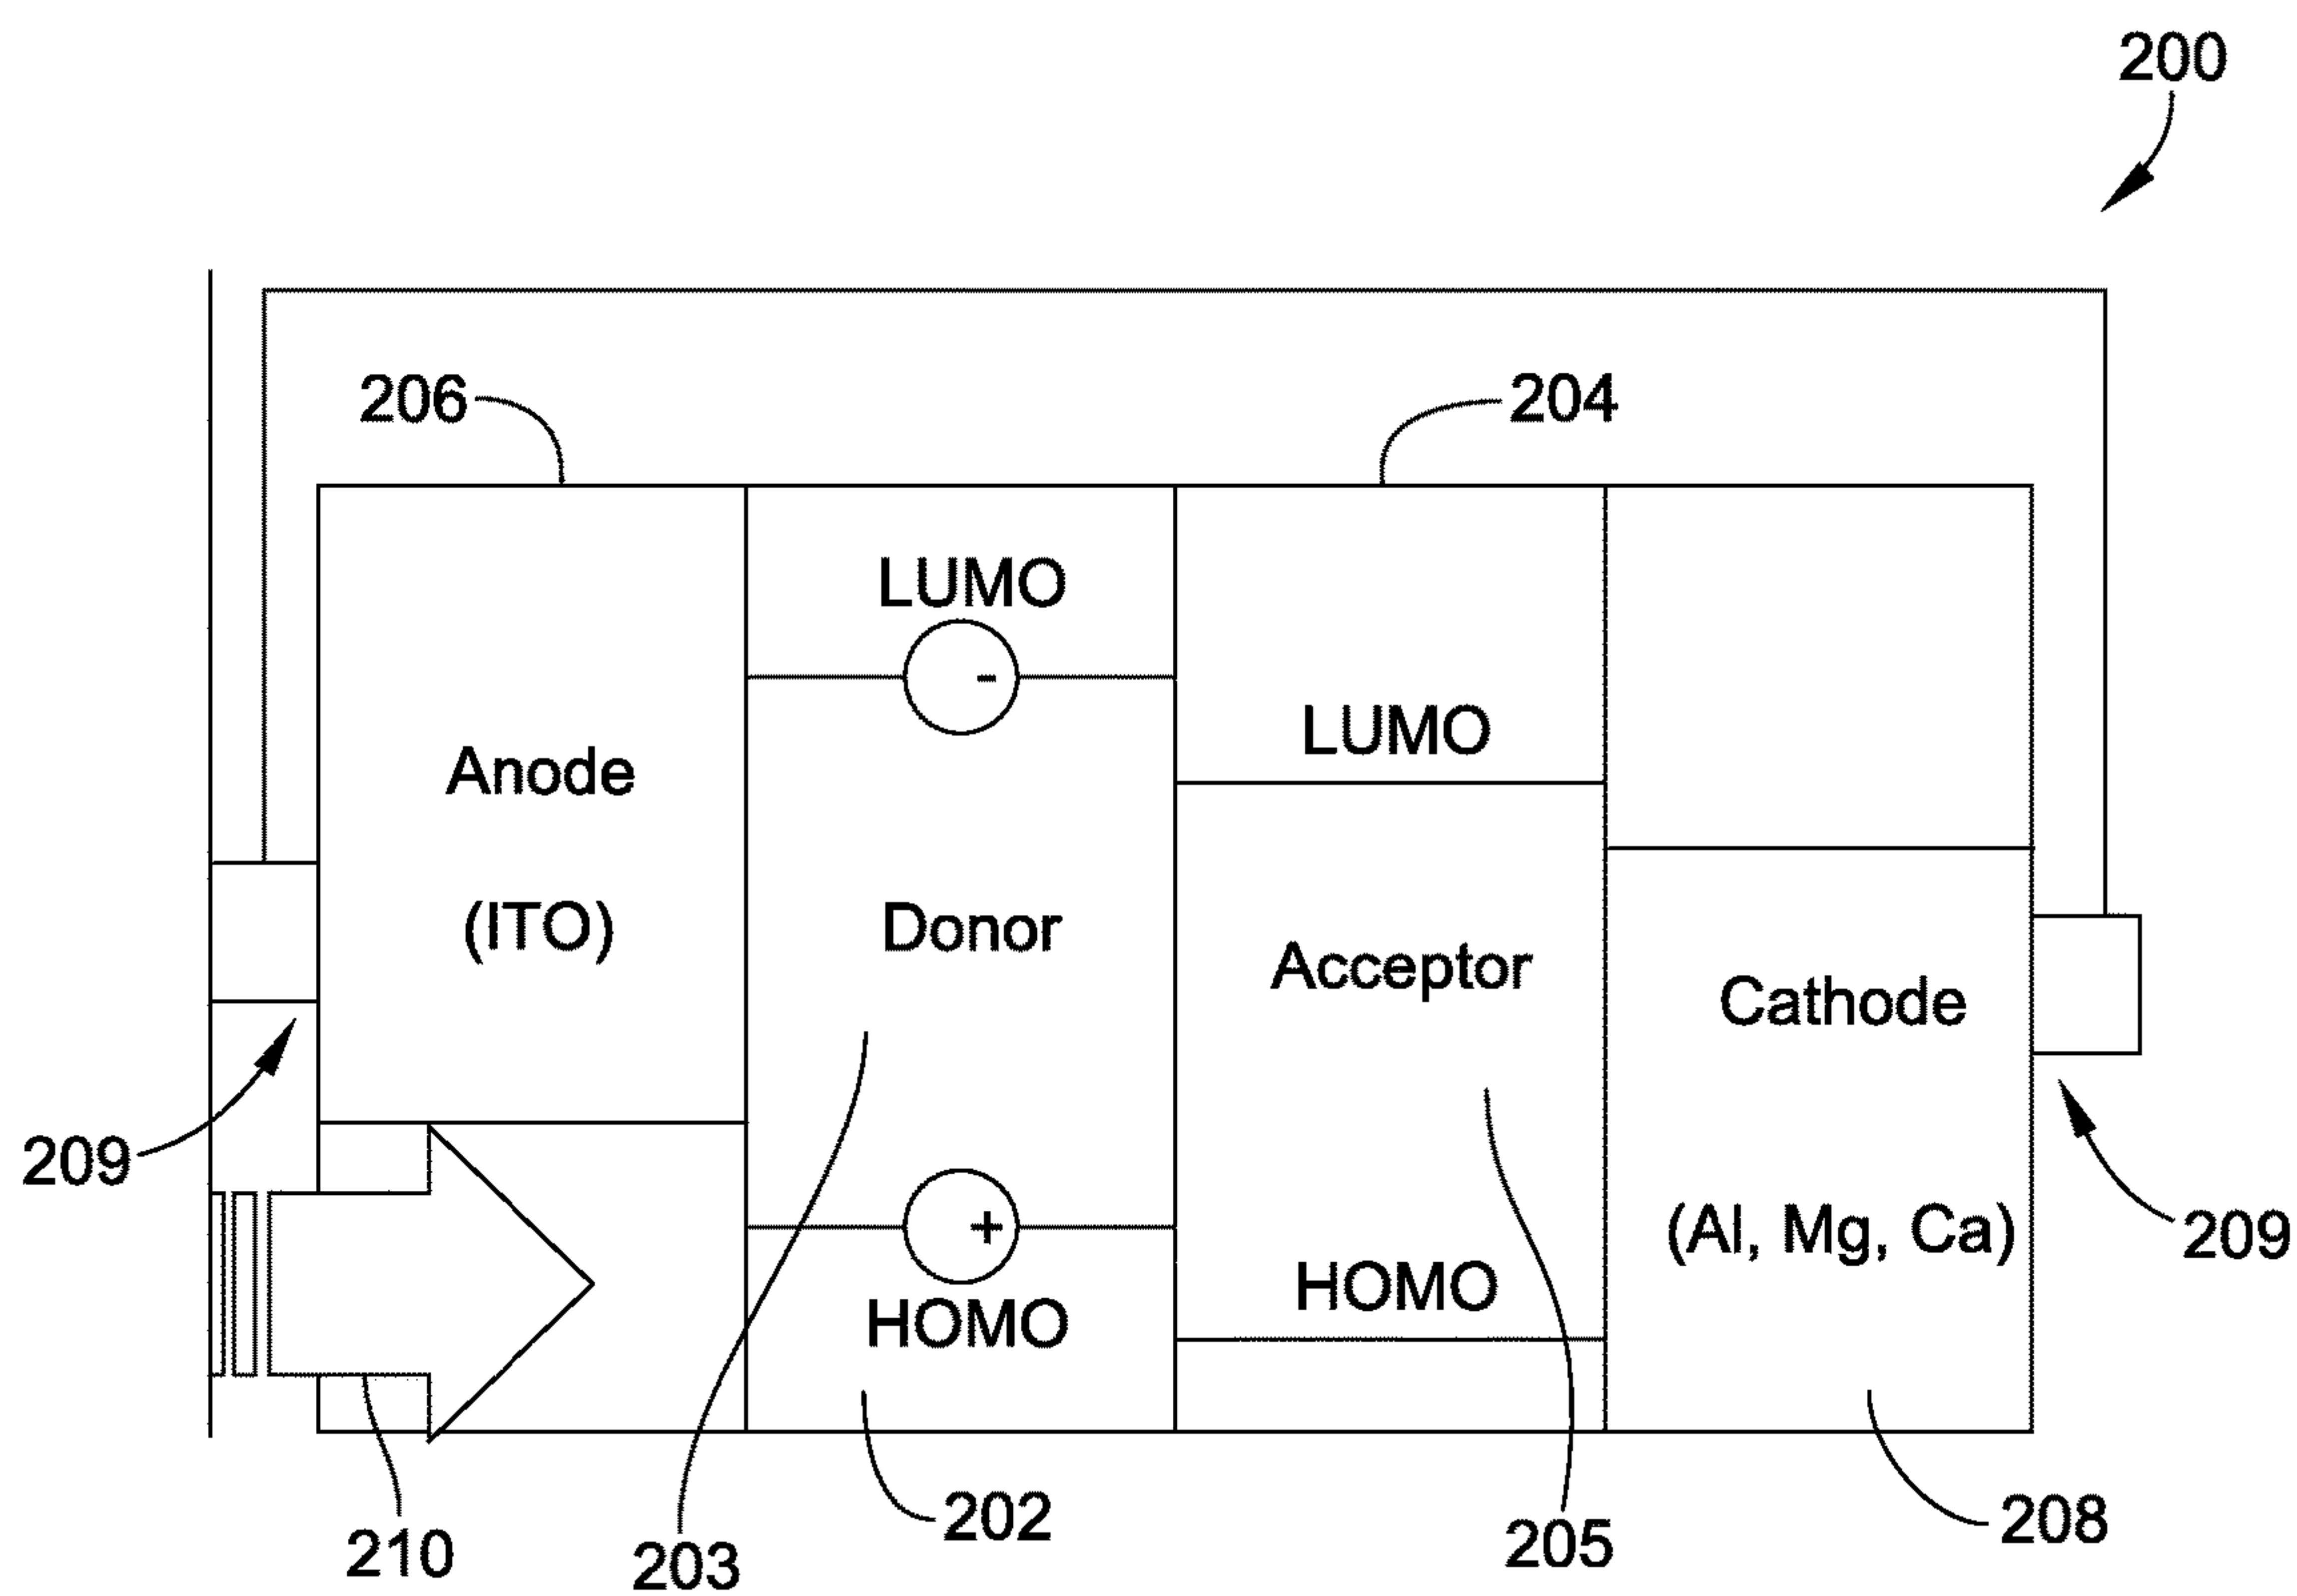 200
206
204
LUMO
-
LUMO
Anode
(ITO)
Donor
Acceptor
Cathode
209
(Al, Mg, Ca)
209
+
HOMO
HOMO
202
208
210
203
205